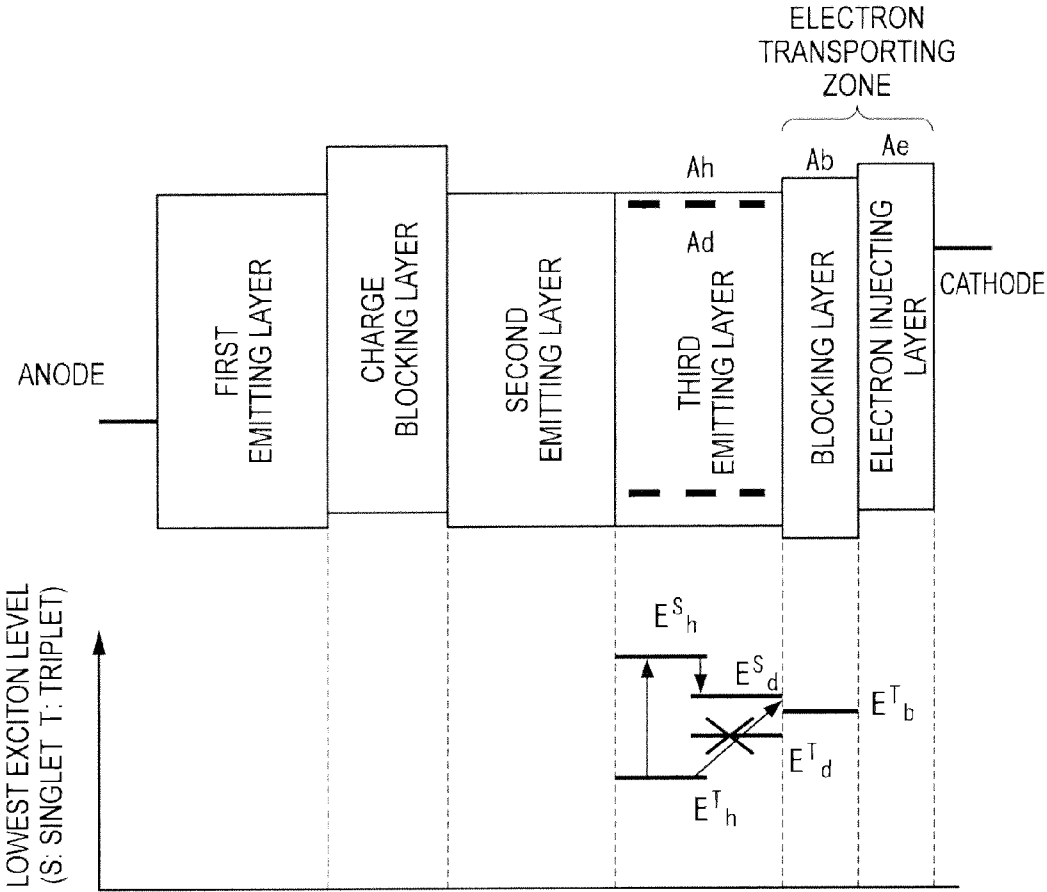 ELECTRON
TRANSPORTING
ZONE
Ah
Ab
Ae
Ad
ANODE
CATHODE
FIRST
EMITTING LAYER
CHARGE
BLOCKING LAYER
SECOND
EMITTING LAYER
THIRD
EMITTING LAYER
BLOCKING LAYER
ELECTRON INJECTING
LAYER
LOWEST EXCITON LEVEL
(S: SINGLET T: TRIPLET)
E^S_h
E^S_d
E^T_b
E^T_d
E^T_h